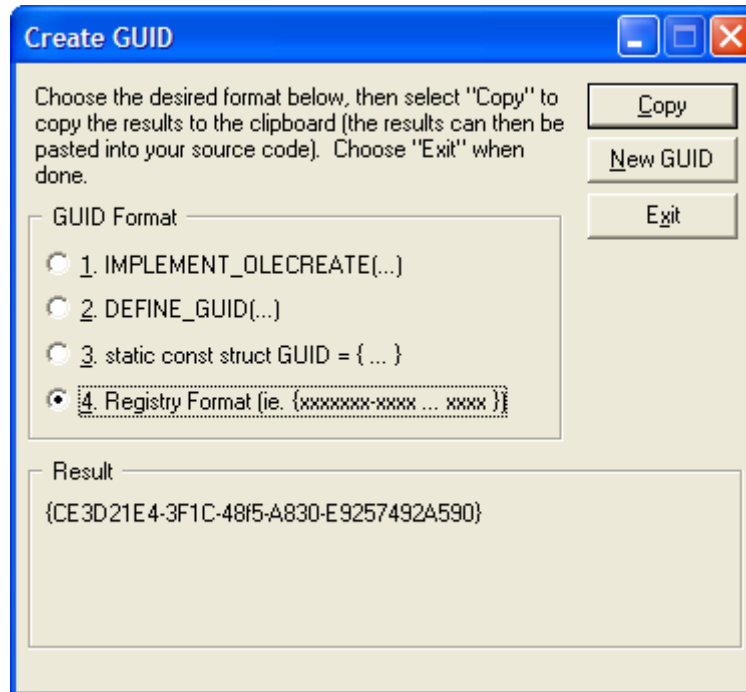 Create GUID
Choose the desired format below, then select "Copy" to
copy the results to the clipboard (the results can then be
pasted into your source code).  Choose "Exit" when
done.
Copy
New GUID
Exit
GUID Format
1. IMPLEMENT_OLECREATE(...)
2. DEFINE_GUID(...)
3. static const struct GUID = { ... }
4. Registry Format (ie. {xxxxxxx-xxxx ... xxxx })
Result
{CE3D21E4-3F1C-48f5-A830-E9257492A590}